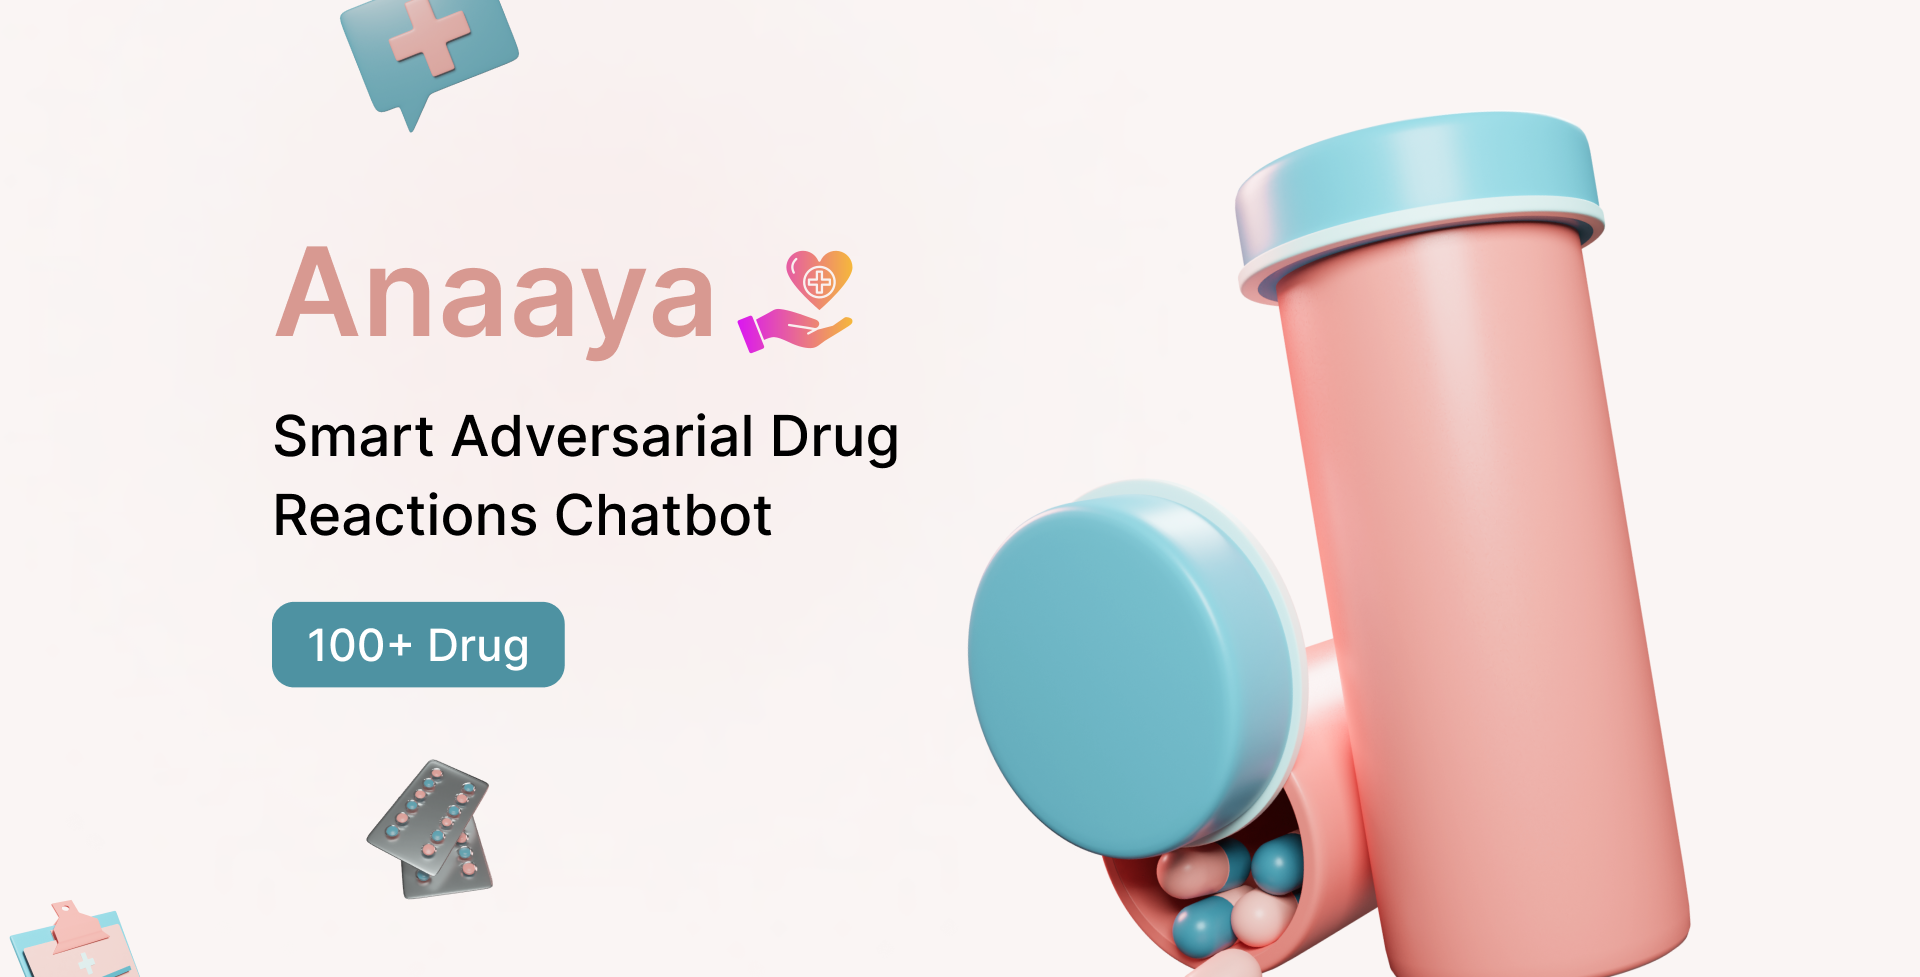 Anaaya
Smart Adversarial Drug
Reactions Chatbot
100+ Drug